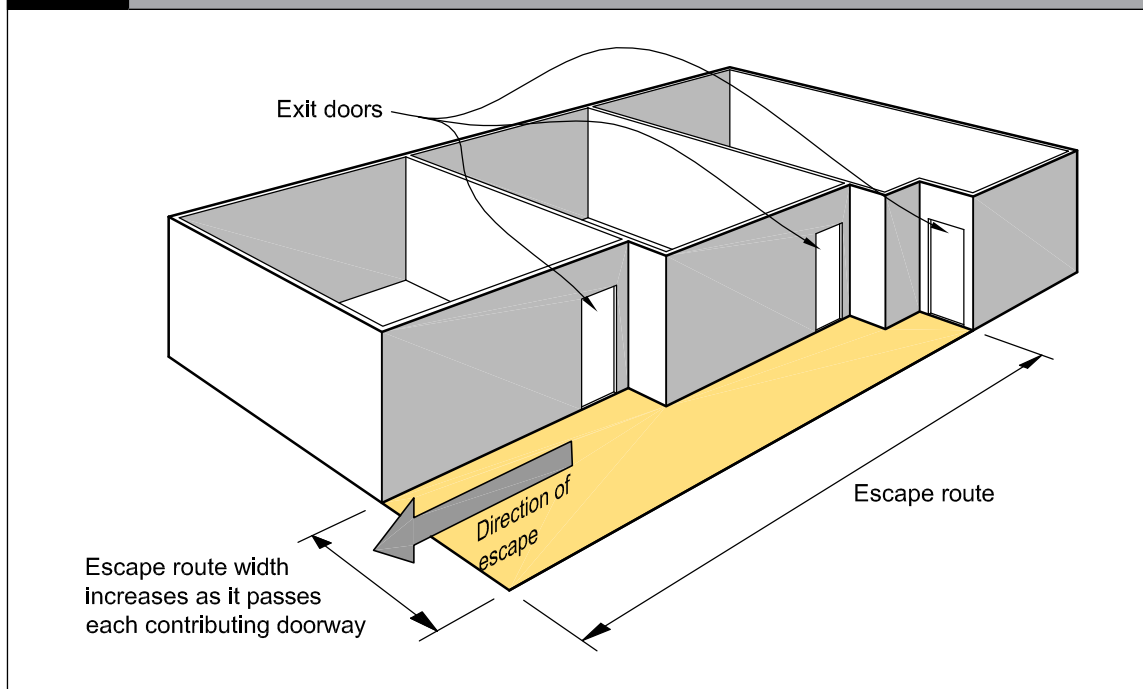 Exit doors
Direction of
escape
Escape route
Escape route width
increases as it passes
each contributing doorway